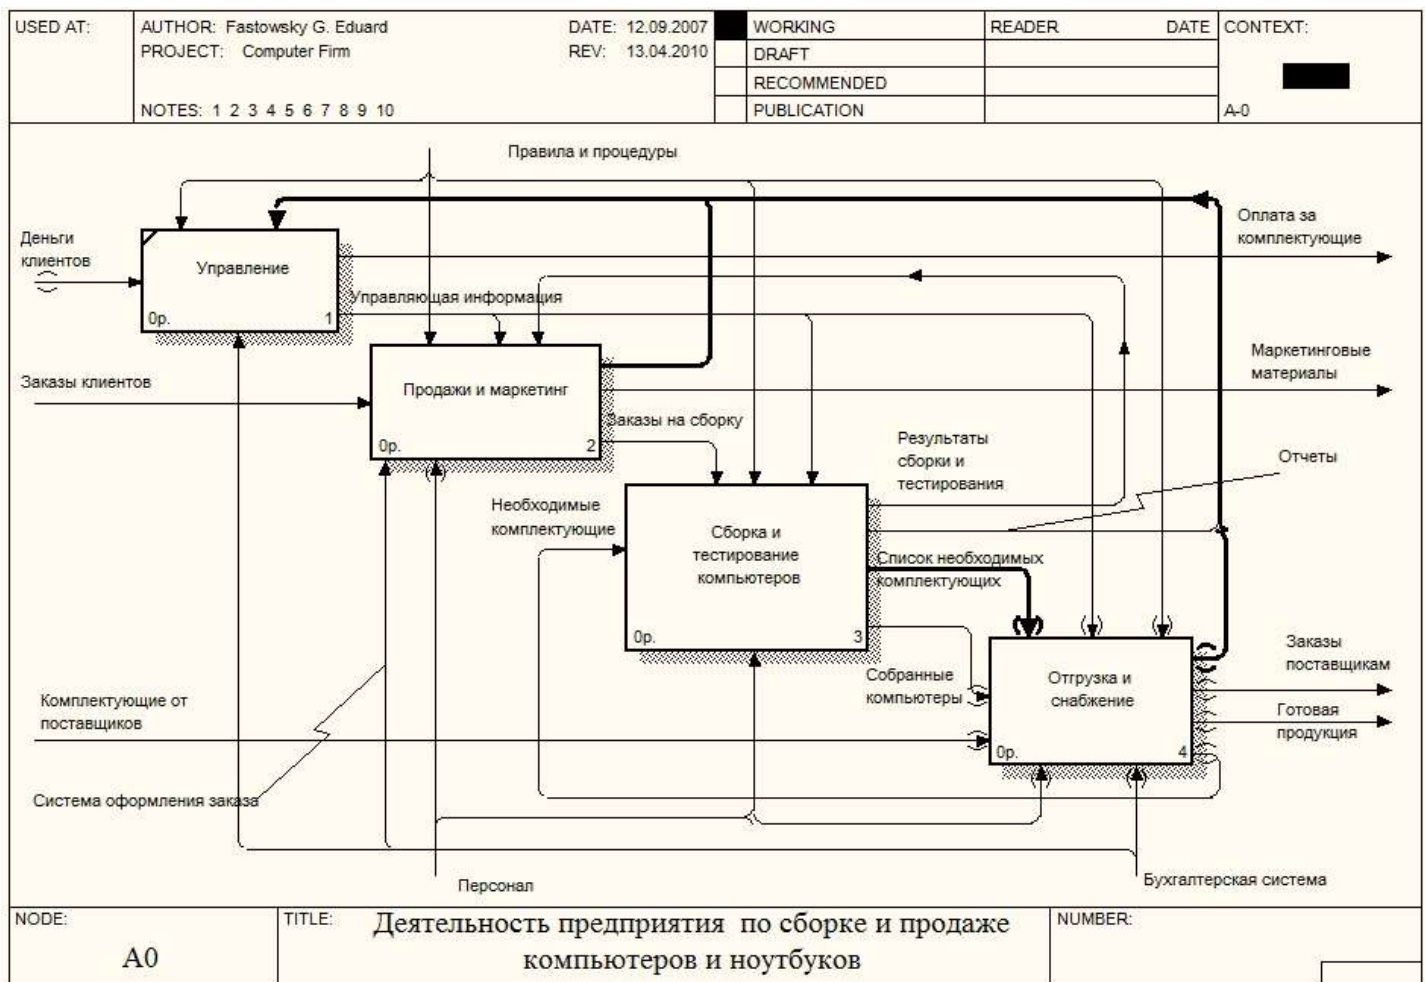 USED AT:
AUTHOR: Fastowsky G. Eduard
DATE: 12.09.2007
WORKING
READER
DATE
CONTEXT:
PROJECT: Computer Firm
REV: 13.04.2010
DRAFT
RECOMMENDED
NOTES: 1 2 3 4 5 6 7 8 9 10
PUBLICATION
A-0
Правила и процедуры
Деньги
клиентов
Управление
0р.
1
Оплата за
комплектующие
Управляющая информация
Заказы клиентов
Продажи и маркетинг
0р.
2
Маркетинговые
материалы
Заказы на сборку
Результаты
сборки и
тестирования
Отчеты
Необходимые
комплектующие
Сборка и
тестирование
компьютеров
0р.
3
Список необходимых
комплектующих
Собранные
компьютеры
Отгрузка и
снабжение
0р.
4
Заказы
поставщикам
Готовая
продукция
Комплектующие от
поставщиков
Система оформления заказа
Персонал
Бухгалтерская система
NODE:
A0
TITLE:
Деятельность предприятия по сборке и продаже
компьютеров и ноутбуков
NUMBER: